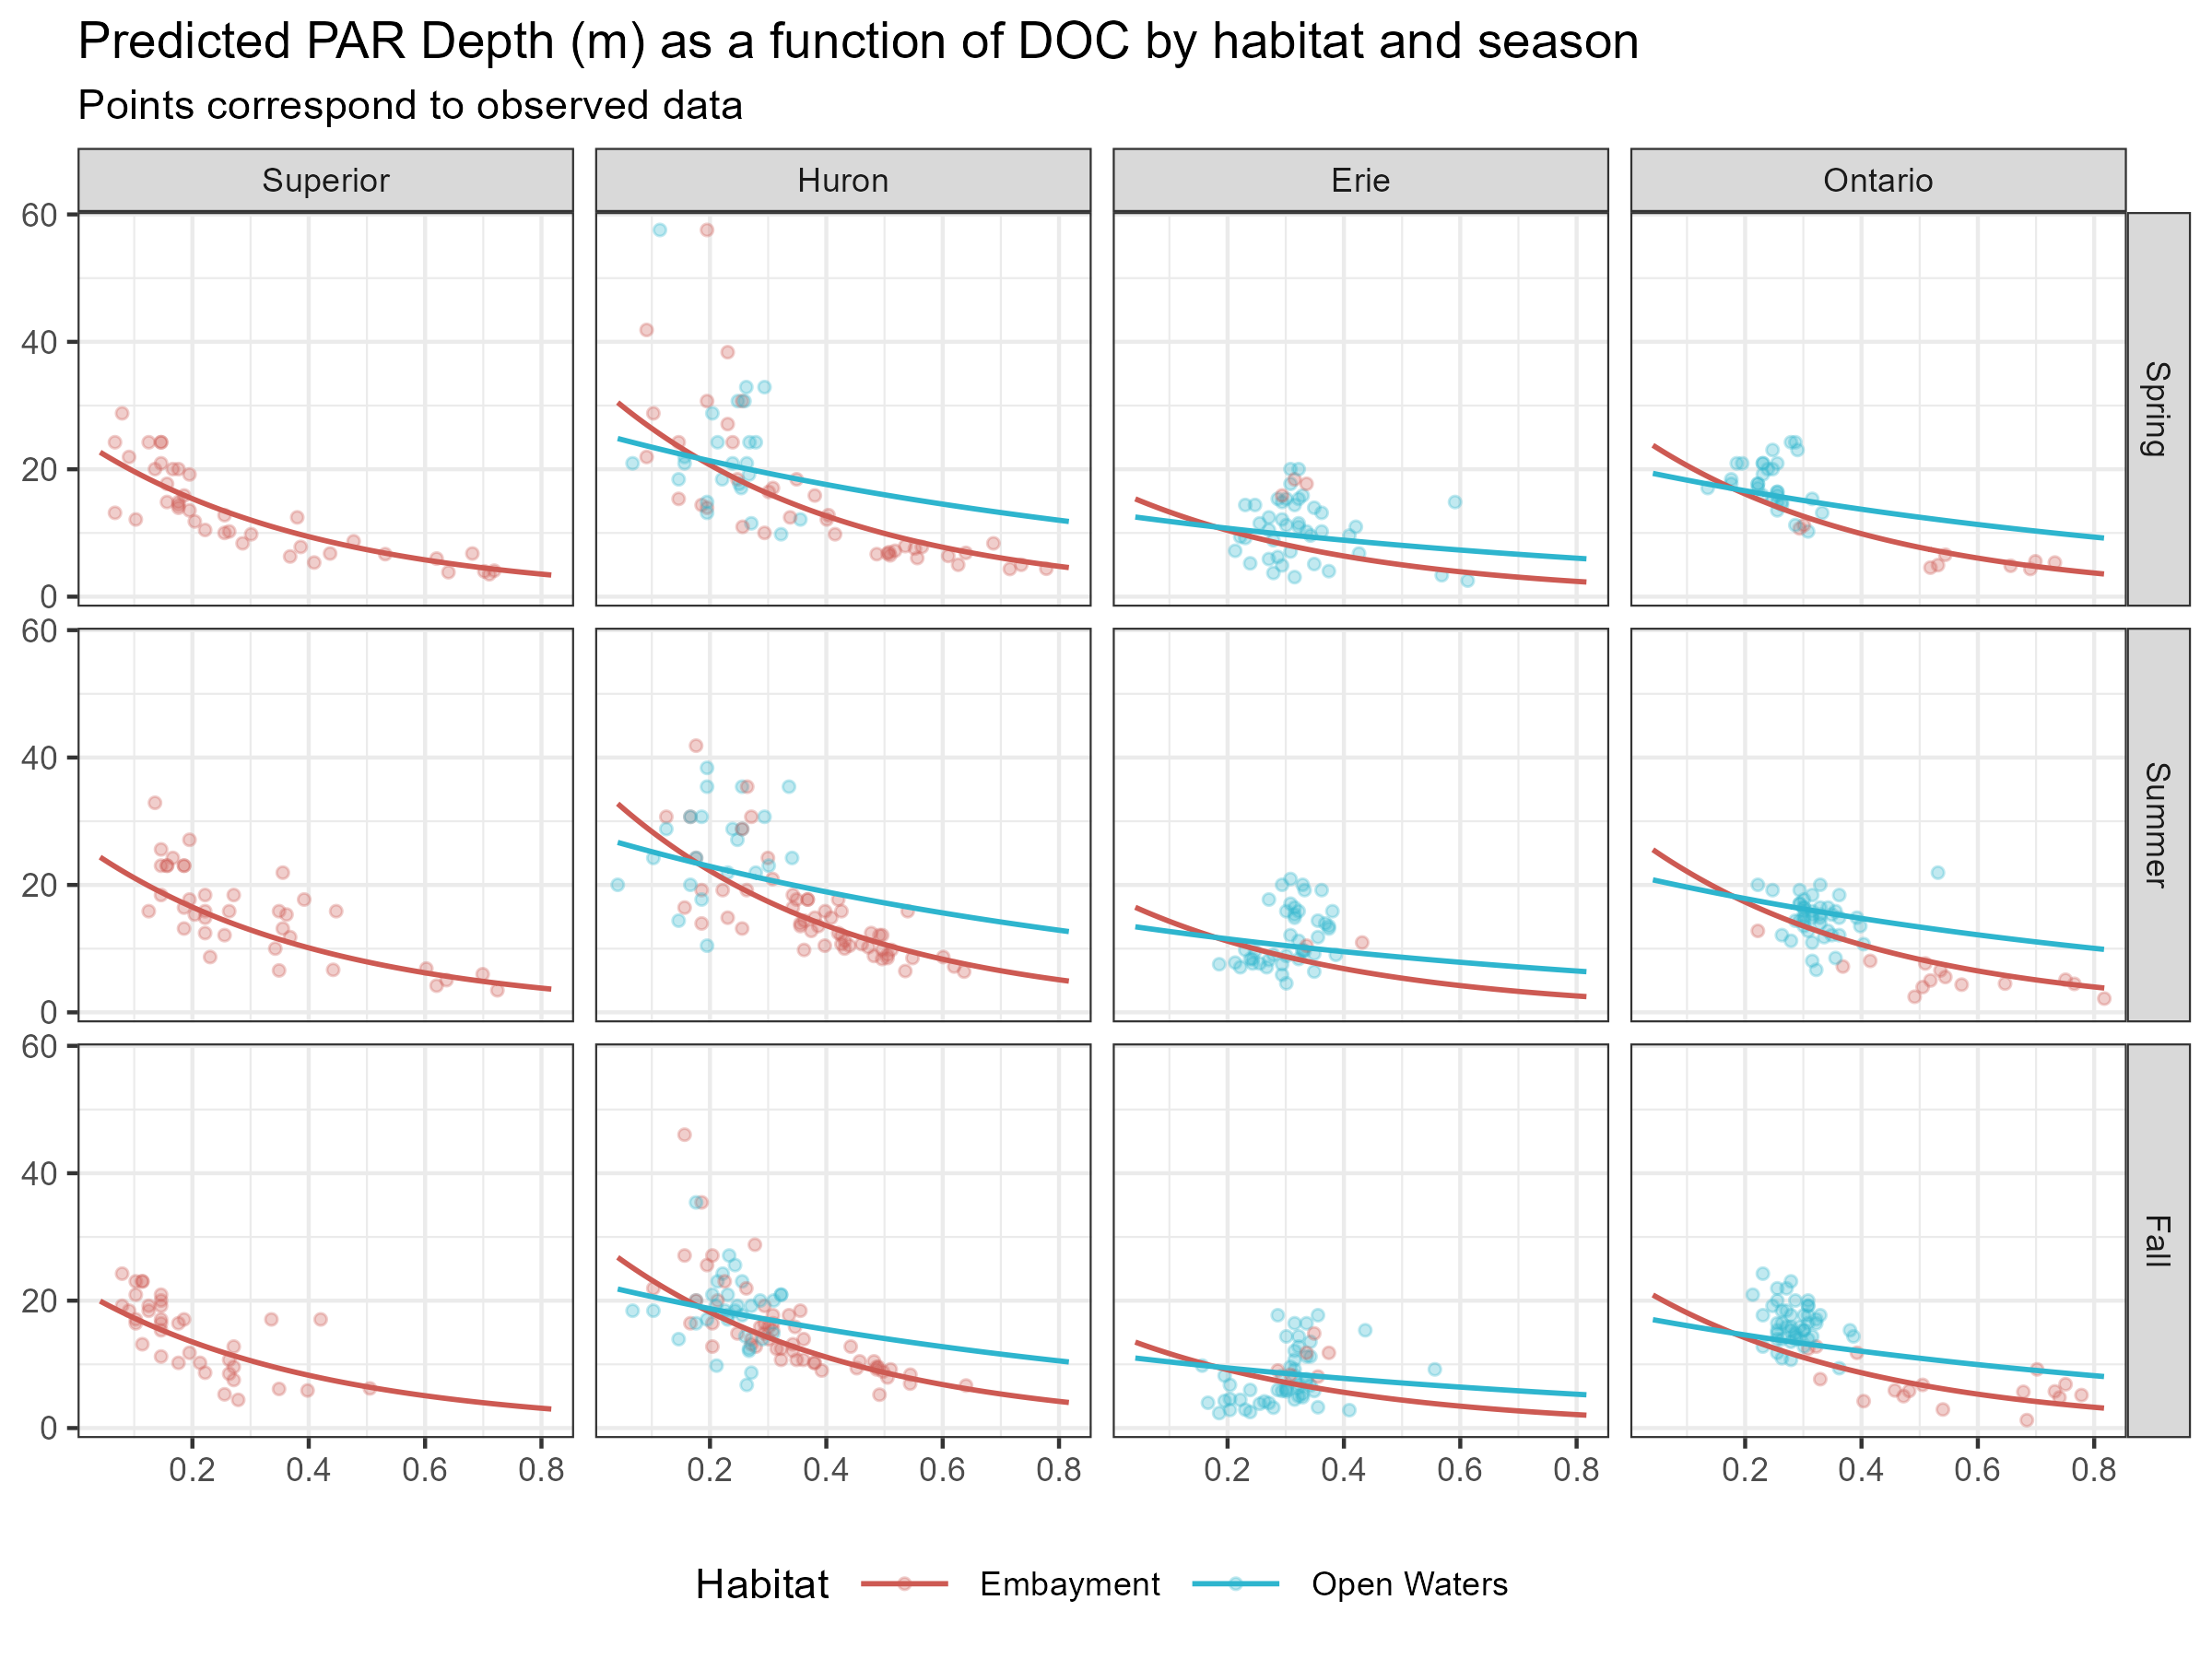 Predicted PAR Depth (m) as a function of DOC by habitat and season
Points correspond to observed data
Superior Huron Erie Ontario
60
40
20
0
Spring
60
40
20
0
Summer
60
40
20
0
Fall
0.2 0.4 0.6 0.8 0.2 0.4 0.6 0.8 0.2 0.4 0.6 0.8 0.2 0.4 0.6 0.8
Habitat Embayment Open Waters